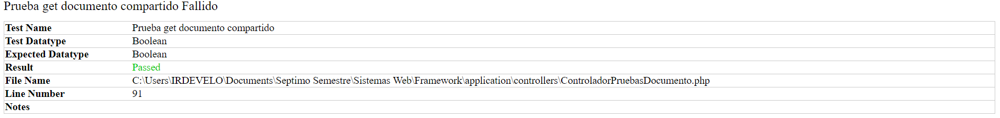 Prueba get documento compartido Fallido
Test Name Prueba get documento compartido
Test Datatype Boolean
Expected Datatype Boolean
Result Passed
File Name C:\Users\IRDEVELO\Documents\Septimo Semestre\Sistemas Web\Framework\application\controllers\ControladorPruebasDocumento.php
Line Number 91
Notes